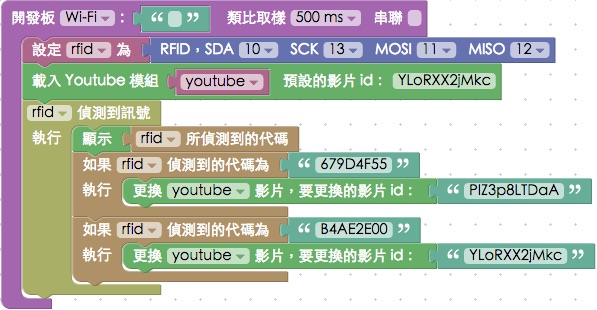 開發板 Wi-Fi : “ ” 類比取樣 500 ms 串聯
設定 rfid 為 RFID，SDA 10 SCK 13 MOSI 11 MISO 12
載入 Youtube 模組 youtube 預設的影片 id： YLoRXX2jMkc
rfid 偵測到訊號
執行 顯示 rfid 所偵測到的代碼
如果 rfid 偵測到的代碼為 “ 679D4F55 ”
執行 更換 youtube 影片，要更換的影片 id： “ PIZ3p8LTDaA ”
如果 rfid 偵測到的代碼為 “ B4AE2E00 ”
執行 更換 youtube 影片，要更換的影片 id： “ YLoRXX2jMkc ”